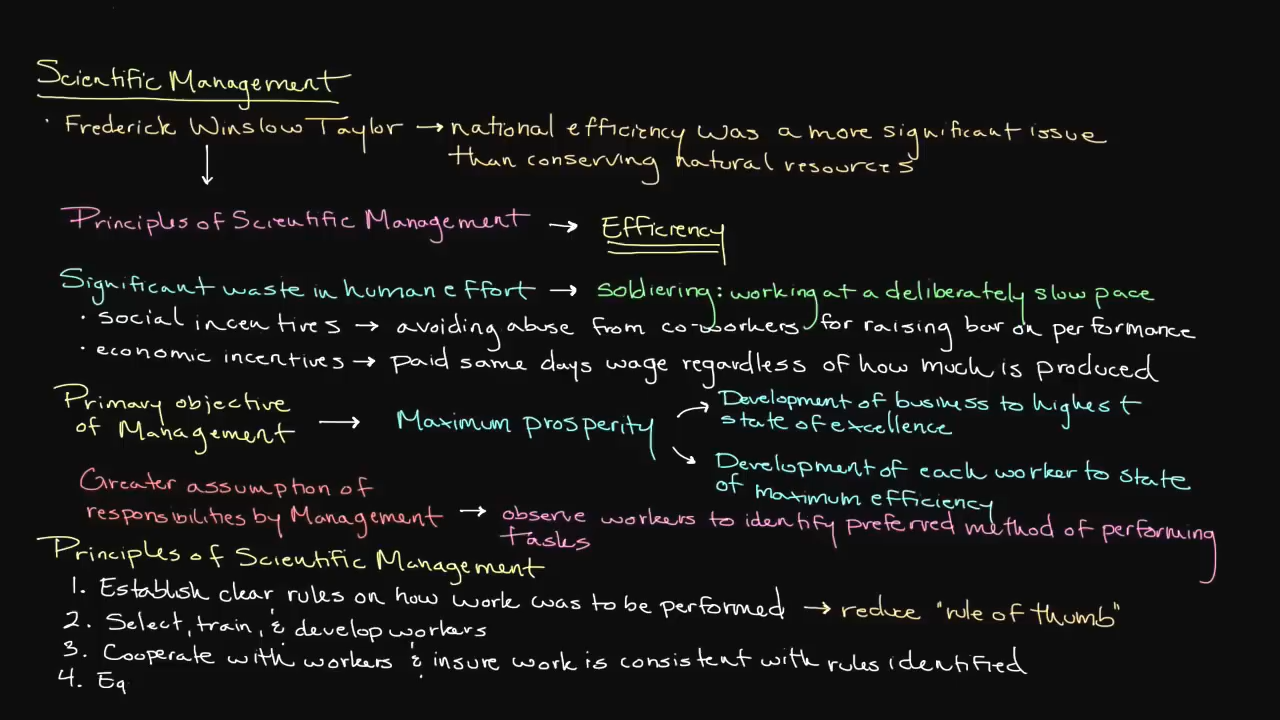 Scientific Management
· Frederick Winslow Taylor → national efficiency was a more significant issue
than conserving natural resources
Principles of Scientific Management → Efficiency
Significant waste in human effort → soldiering: working at a deliberately slow pace
· social incentives → avoiding abuse from co-workers for raising bar on performance
· economic incentives → paid same days wage regardless of how much is produced
Primary objective
of Management → Maximum prosperity
Development of business to highest
state of excellence
Development of each worker to state
of maximum efficiency
Greater assumption of
responsibilities by Management → observe workers to identify preferred method of performing
tasks
Principles of Scientific Management
1. Establish clear rules on how work was to be performed → reduce "rule of thumb"
2. Select, train, & develop workers
3. Cooperate with workers & insure work is consistent with rules identified
4. Eq